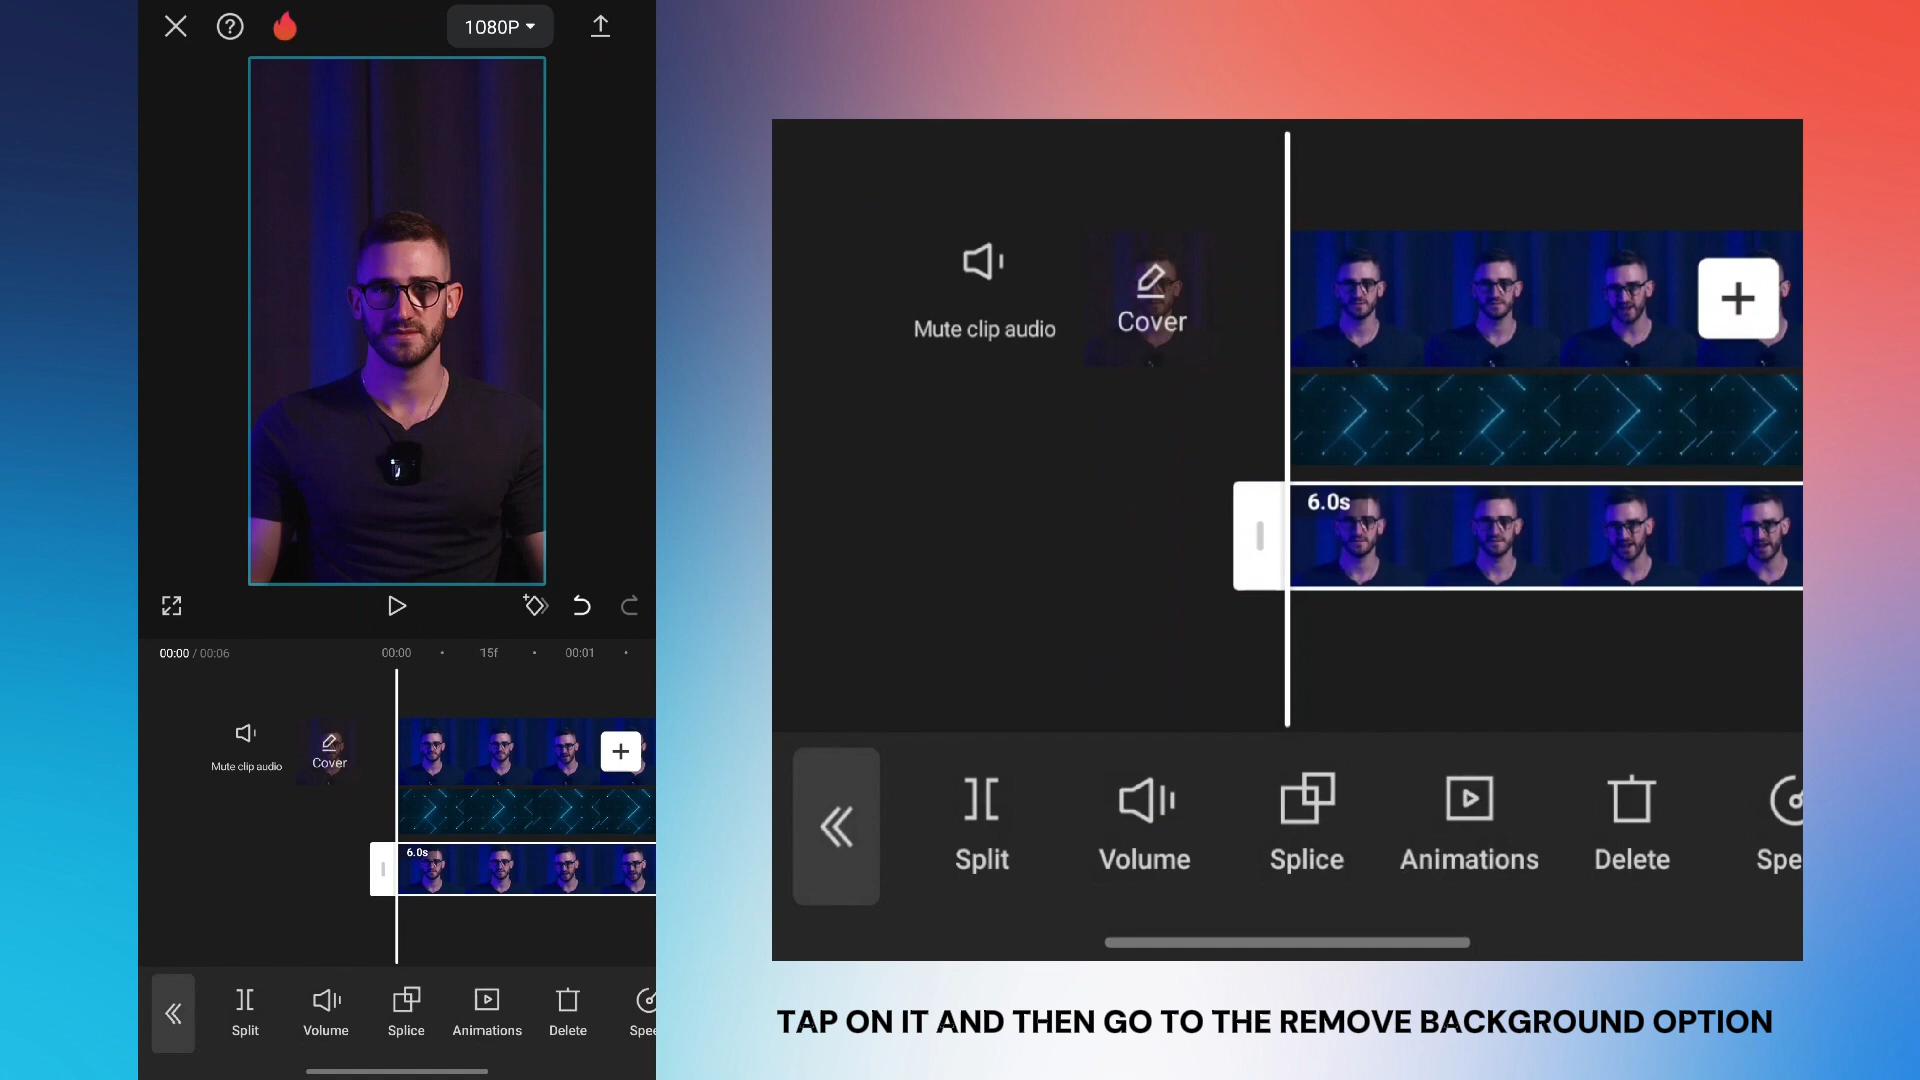 1080P
00:00 / 00:06
00:00
15f
00:01
Mute clip audio
Cover
6.0s
Split
Volume
Splice
Animations
Delete
Spee
Mute clip audio
Cover
6.0s
Split
Volume
Splice
Animations
Delete
Spe
TAP ON IT AND THEN GO TO THE REMOVE BACKGROUND OPTION